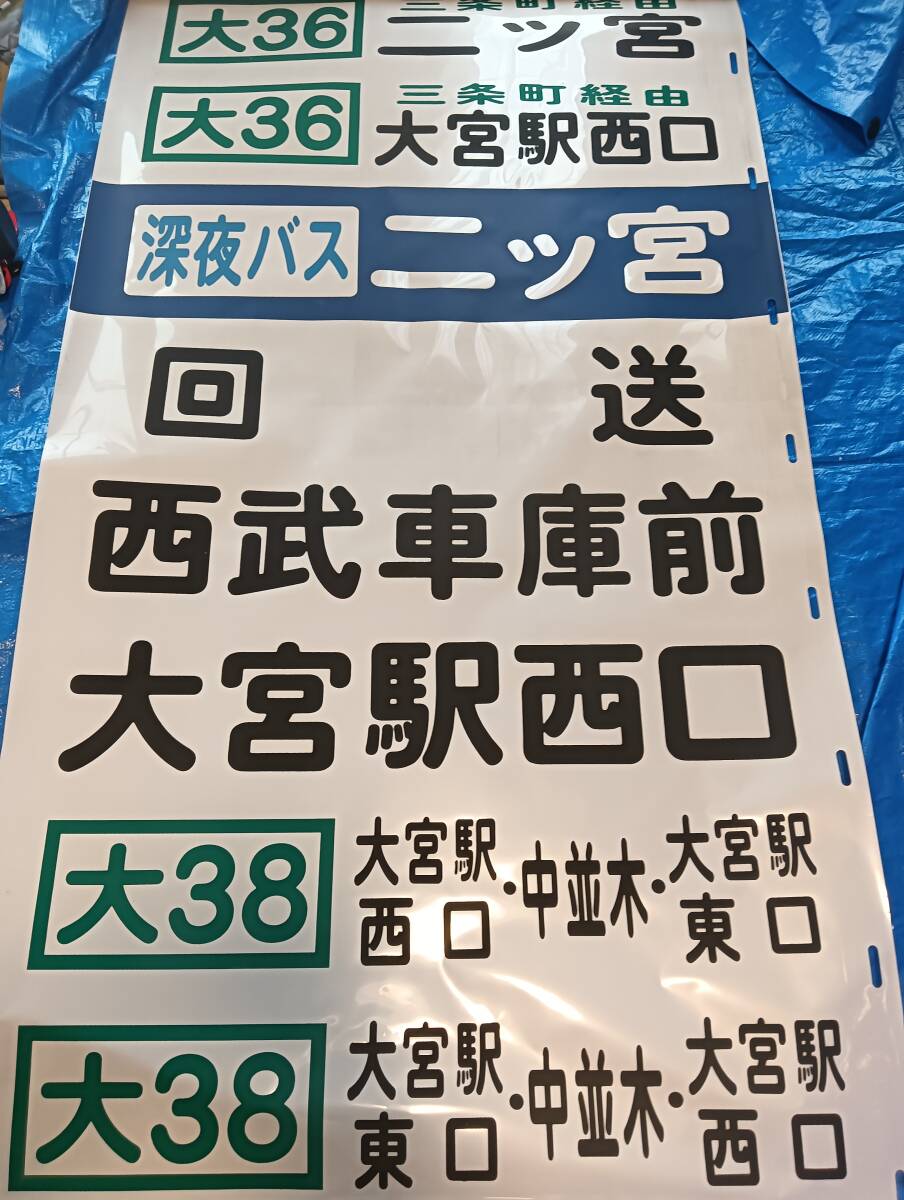 三条町経由
大36 二ッ宮
三条町経由
大36 大宮駅西口
深夜バス 二ッ宮
回送
西武車庫前
大宮駅西口
大38 大宮駅西口・中並木・大宮駅東口
大38 大宮駅東口・中並木・大宮駅西口